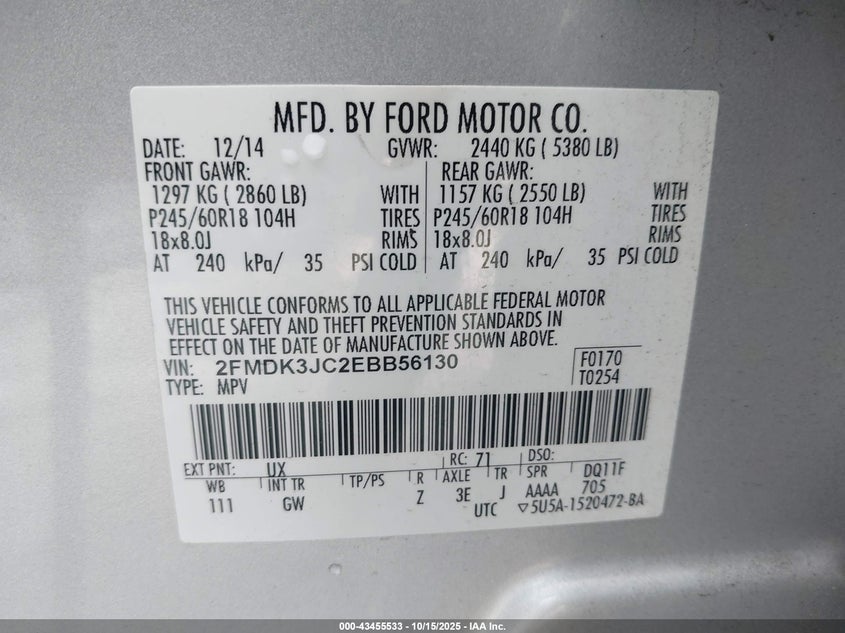 MFD. BY FORD MOTOR CO.
DATE: 12/14 GVWR: 2440 KG ( 5380 LB)
FRONT GAWR: REAR GAWR:
1297 KG ( 2860 LB) WITH 1157 KG ( 2550 LB) WITH
P245/60R18 104H TIRES P245/60R18 104H TIRES
18x8.0J RIMS 18x8.0J RIMS
AT 240 kPa/ 35 PSI COLD AT 240 kPa/ 35 PSI COLD
THIS VEHICLE CONFORMS TO ALL APPLICABLE FEDERAL MOTOR
VEHICLE SAFETY AND THEFT PREVENTION STANDARDS IN
EFFECT ON THE DATE OF MANUFACTURE SHOWN ABOVE.
VIN: 2FMDK3JC2EBB56130 F0170
TYPE: MPV T0254
EXT PNT: UX RC: 71 DSO:
WB INT TR TP/PS R AXLE TR SPR DQ11F
111 GW Z 3E J AAAA 705
UTC ▽5U5A-1520472-BA
000-43455533 - 10/15/2025 - IAA Inc.